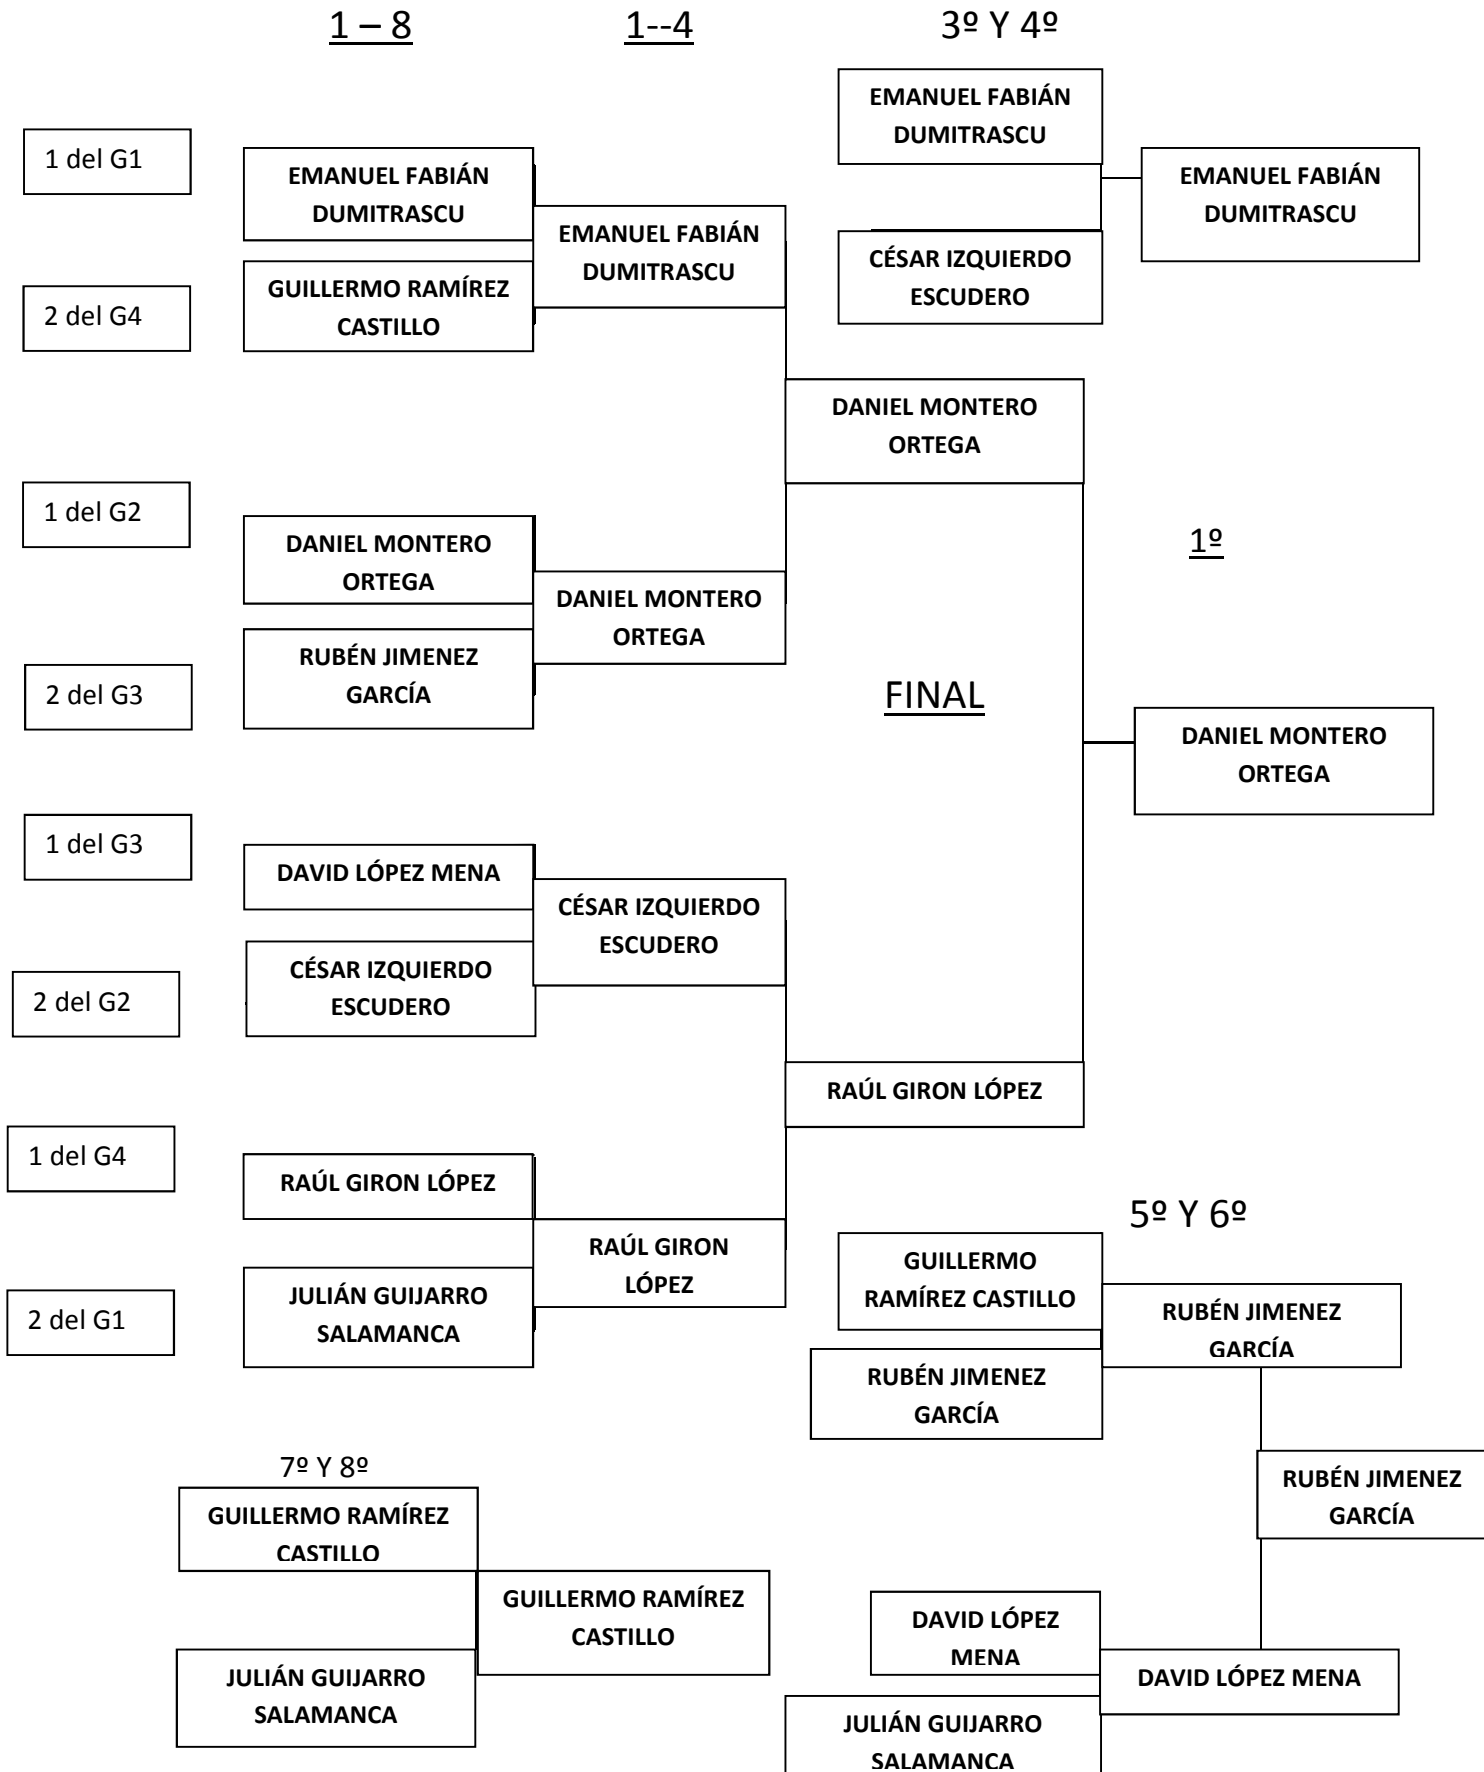 1 – 8
1--4
3º Y 4º
1 del G1
2 del G4
1 del G2
2 del G3
1 del G3
2 del G2
1 del G4
2 del G1
EMANUEL FABIÁN
DUMITRASCU
GUILLERMO RAMÍREZ
CASTILLO
DANIEL MONTERO
ORTEGA
RUBÉN JIMENEZ
GARCÍA
DAVID LÓPEZ MENA
CÉSAR IZQUIERDO
ESCUDERO
RAÚL GIRON LÓPEZ
JULIÁN GUIJARRO
SALAMANCA
EMANUEL FABIÁN
DUMITRASCU
DANIEL MONTERO
ORTEGA
CÉSAR IZQUIERDO
ESCUDERO
RAÚL GIRON
LÓPEZ
EMANUEL FABIÁN
DUMITRASCU
CÉSAR IZQUIERDO
ESCUDERO
EMANUEL FABIÁN
DUMITRASCU
DANIEL MONTERO
ORTEGA
FINAL
RAÚL GIRON LÓPEZ
1º
DANIEL MONTERO
ORTEGA
5º Y 6º
GUILLERMO
RAMÍREZ CASTILLO
RUBÉN JIMENEZ
GARCÍA
RUBÉN JIMENEZ
GARCÍA
RUBÉN JIMENEZ
GARCÍA
DAVID LÓPEZ
MENA
JULIÁN GUIJARRO
SALAMANCA
DAVID LÓPEZ MENA
7º Y 8º
GUILLERMO RAMÍREZ
CASTILLO
JULIÁN GUIJARRO
SALAMANCA
GUILLERMO RAMÍREZ
CASTILLO